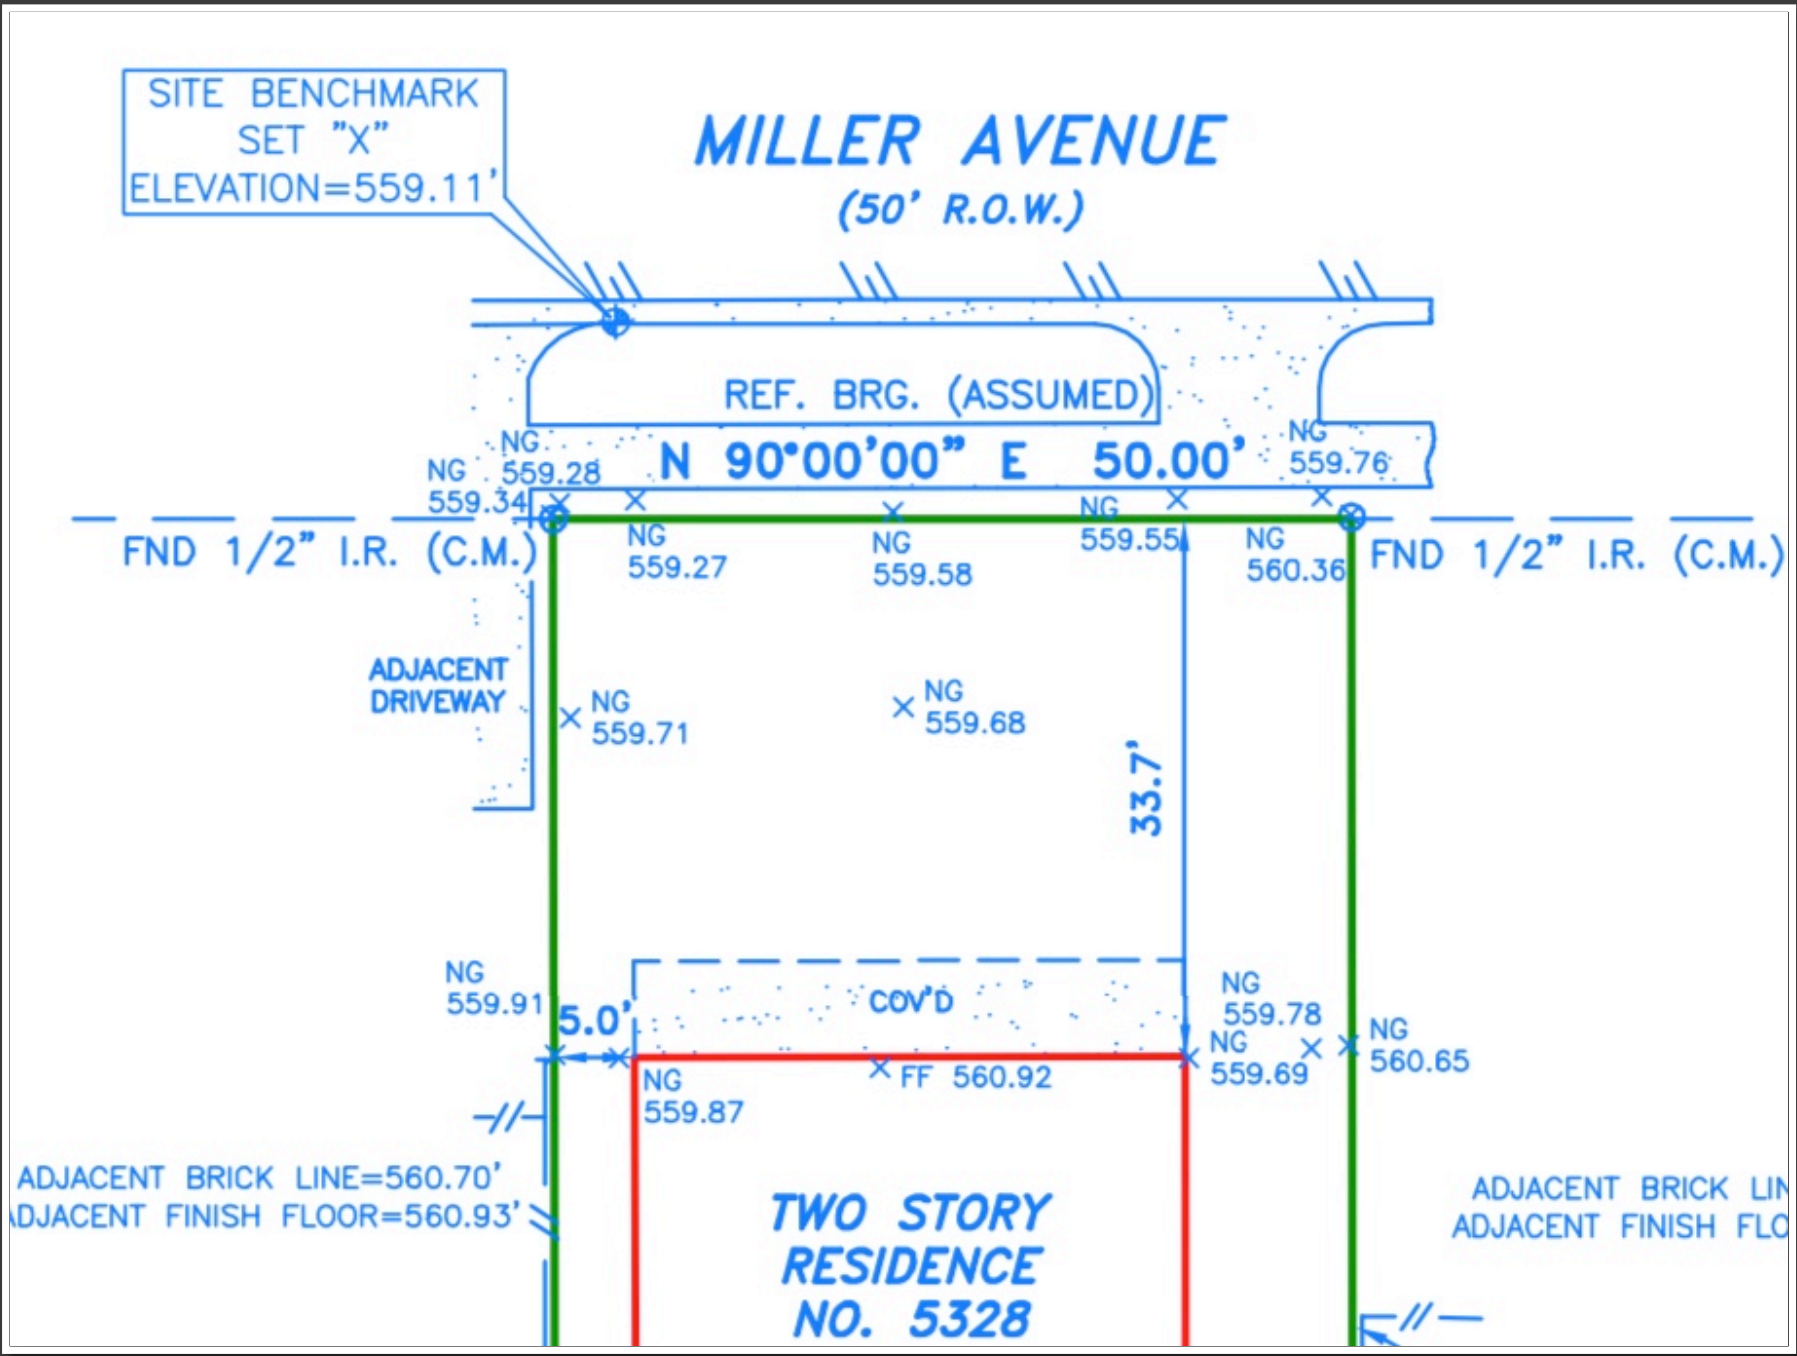 SITE BENCHMARK
SET "X"
ELEVATION=559.11'
MILLER AVENUE
(50' R.O.W.)
REF. BRG. (ASSUMED)
N 90°00'00" E 50.00'
NG
559.28
NG
559.34
NG
559.76
FND 1/2" I.R. (C.M.)
NG
559.27
NG
559.58
NG
559.55
NG
560.36
FND 1/2" I.R. (C.M.)
ADJACENT
DRIVEWAY
NG
559.71
NG
559.68
33.7'
NG
559.91
5.0'
COV'D
NG
559.78
NG
559.69
NG
560.65
NG
559.87
FF 560.92
ADJACENT BRICK LINE=560.70'
ADJACENT FINISH FLOOR=560.93'
TWO STORY
RESIDENCE
NO. 5328
ADJACENT BRICK LIN
ADJACENT FINISH FLO